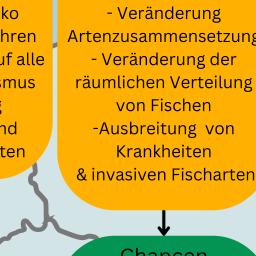 ko
hren
uf alle
smus
nd
ten
- Veränderung
Artenzusammensetzung
- Veränderung der
räumlichen Verteilung
von Fischen
-Ausbreitung von
Krankheiten
& invasiven Fischarten
Chancen